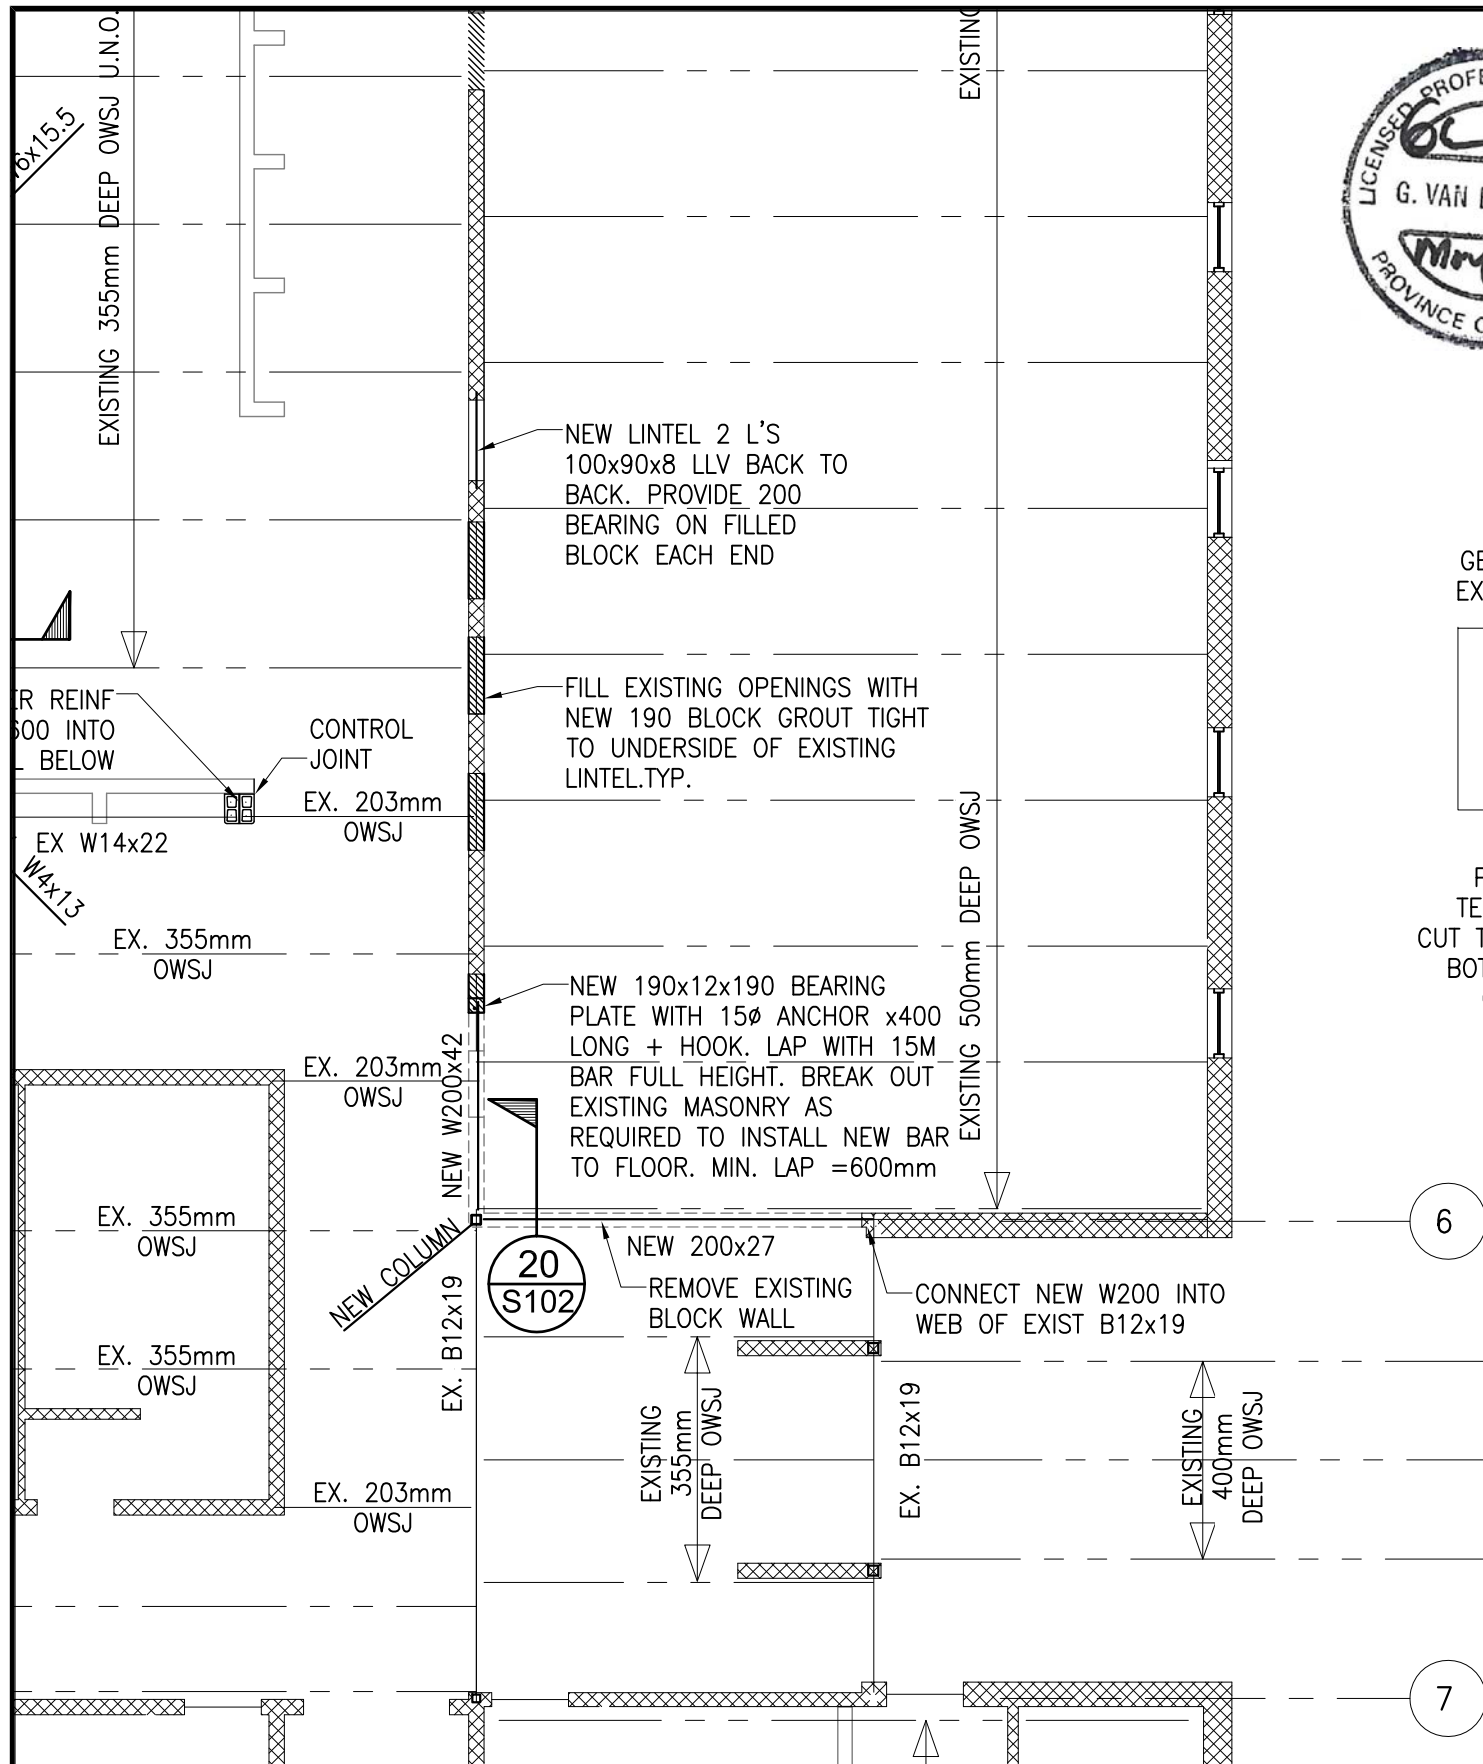 EXISTING 355mm DEEP OWSJ U.N.O.
EXISTING
LICENSED PROFE
G. VAN
PROVINCE O
6x15.5
NEW LINTEL 2 L'S
100x90x8 LLV BACK TO
BACK. PROVIDE 200
BEARING ON FILLED
BLOCK EACH END
GE
EX
ER REINF
600 INTO
L BELOW
CONTROL
JOINT
FILL EXISTING OPENINGS WITH
NEW 190 BLOCK GROUT TIGHT
TO UNDERSIDE OF EXISTING
LINTEL.TYP.
EX. 203mm
OWSJ
EX W14x22
W4x13
EX. 355mm
OWSJ
EXISTING 500mm DEEP OWSJ
TE
CUT T
BOT
NEW 190x12x190 BEARING
PLATE WITH 15ø ANCHOR x400
LONG + HOOK. LAP WITH 15M
BAR FULL HEIGHT. BREAK OUT
EXISTING MASONRY AS
REQUIRED TO INSTALL NEW BAR
TO FLOOR. MIN. LAP =600mm
EX. 203mm
OWSJ
NEW W200x42
EX. 355mm
OWSJ
NEW COLUMN
20
S102
NEW 200x27
REMOVE EXISTING
BLOCK WALL
CONNECT NEW W200 INTO
WEB OF EXIST B12x19
6
EX. B12x19
EX. 355mm
OWSJ
EXISTING
355mm
DEEP OWSJ
EX. B12x19
EXISTING
400mm
DEEP OWSJ
EX. 203mm
OWSJ
7